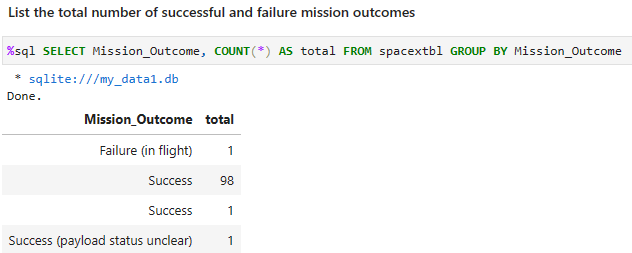 List the total number of successful and failure mission outcomes
%sql SELECT Mission_Outcome, COUNT(*) AS total FROM spacextbl GROUP BY Mission_Outcome
* sqlite:///my_data1.db
Done.
Mission_Outcome total
Failure (in flight) 1
Success 98
Success 1
Success (payload status unclear) 1